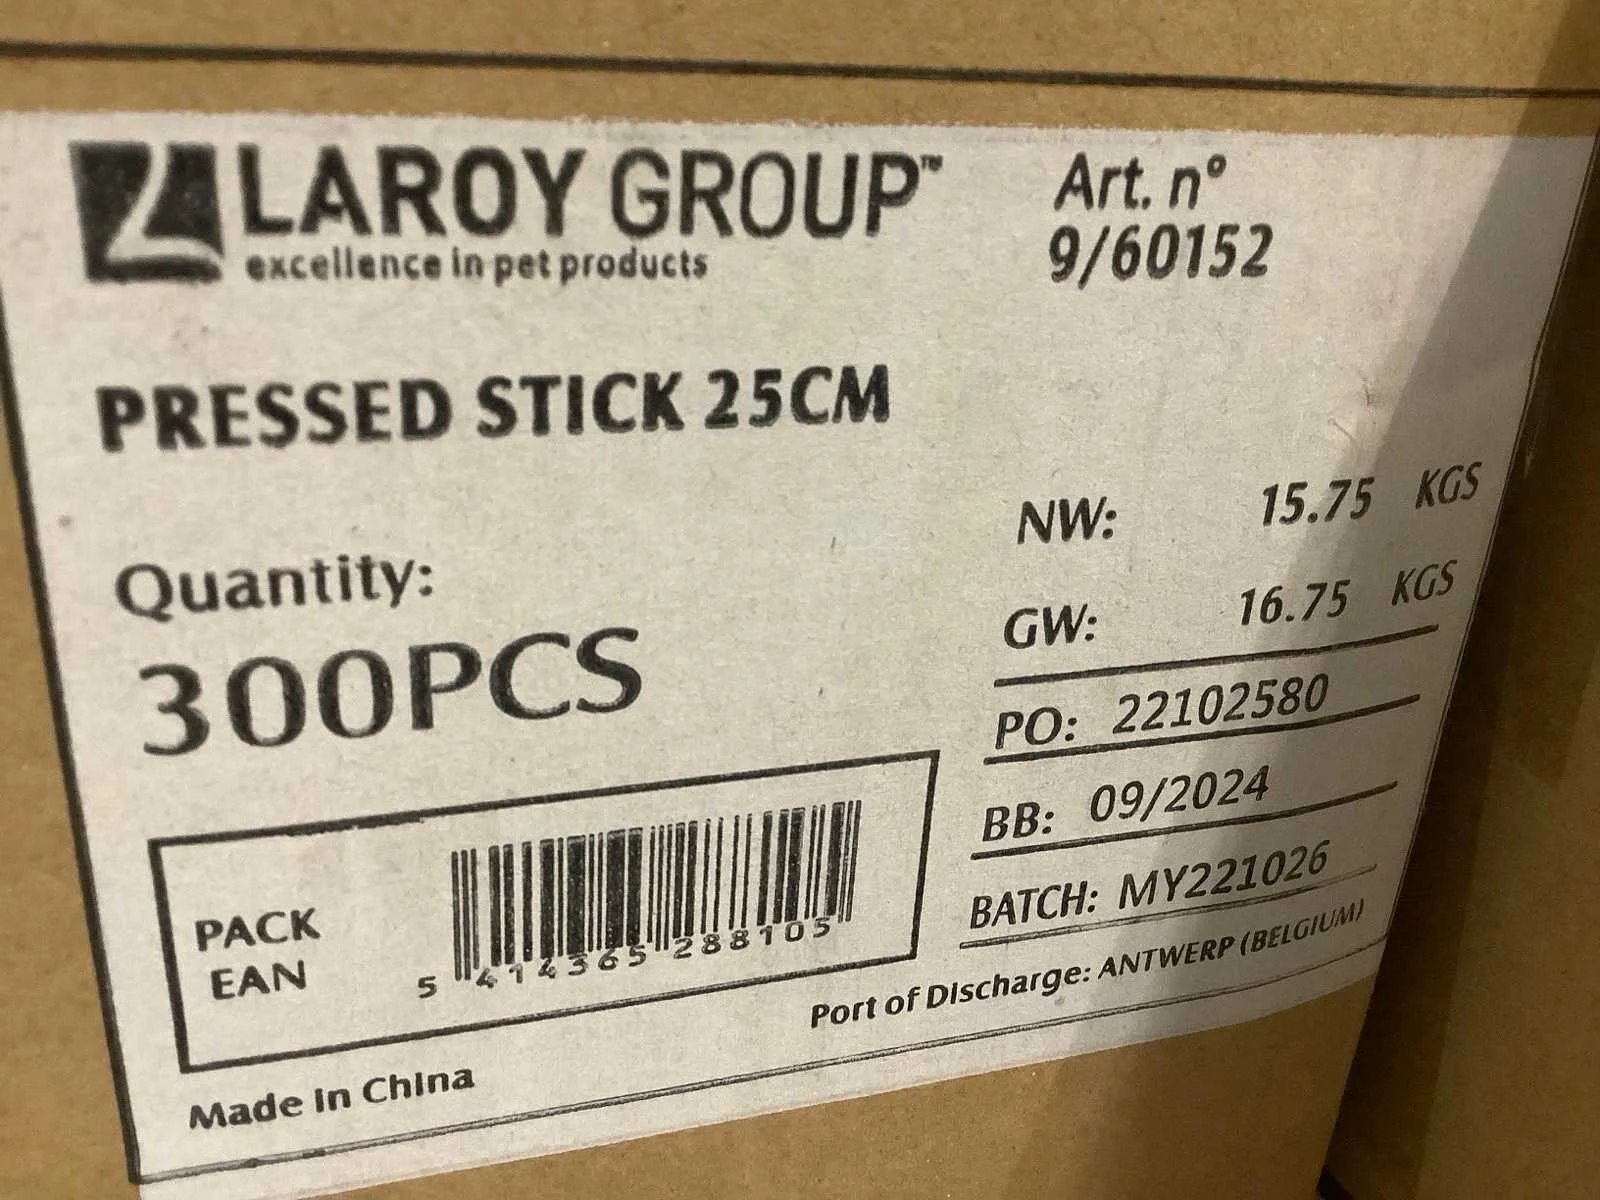 LAROY GROUP™
excellence in pet products
Art. n°
9/60152
PRESSED STICK 25CM
Quantity:
300PCS
NW: 15.75 KGS
GW: 16.75 KGS
PO: 22102580
BB: 09/2024
BATCH: MY221026
PACK
EAN
5 414365 288105
Port of Discharge: ANTWERP (BELGIUM)
Made in China